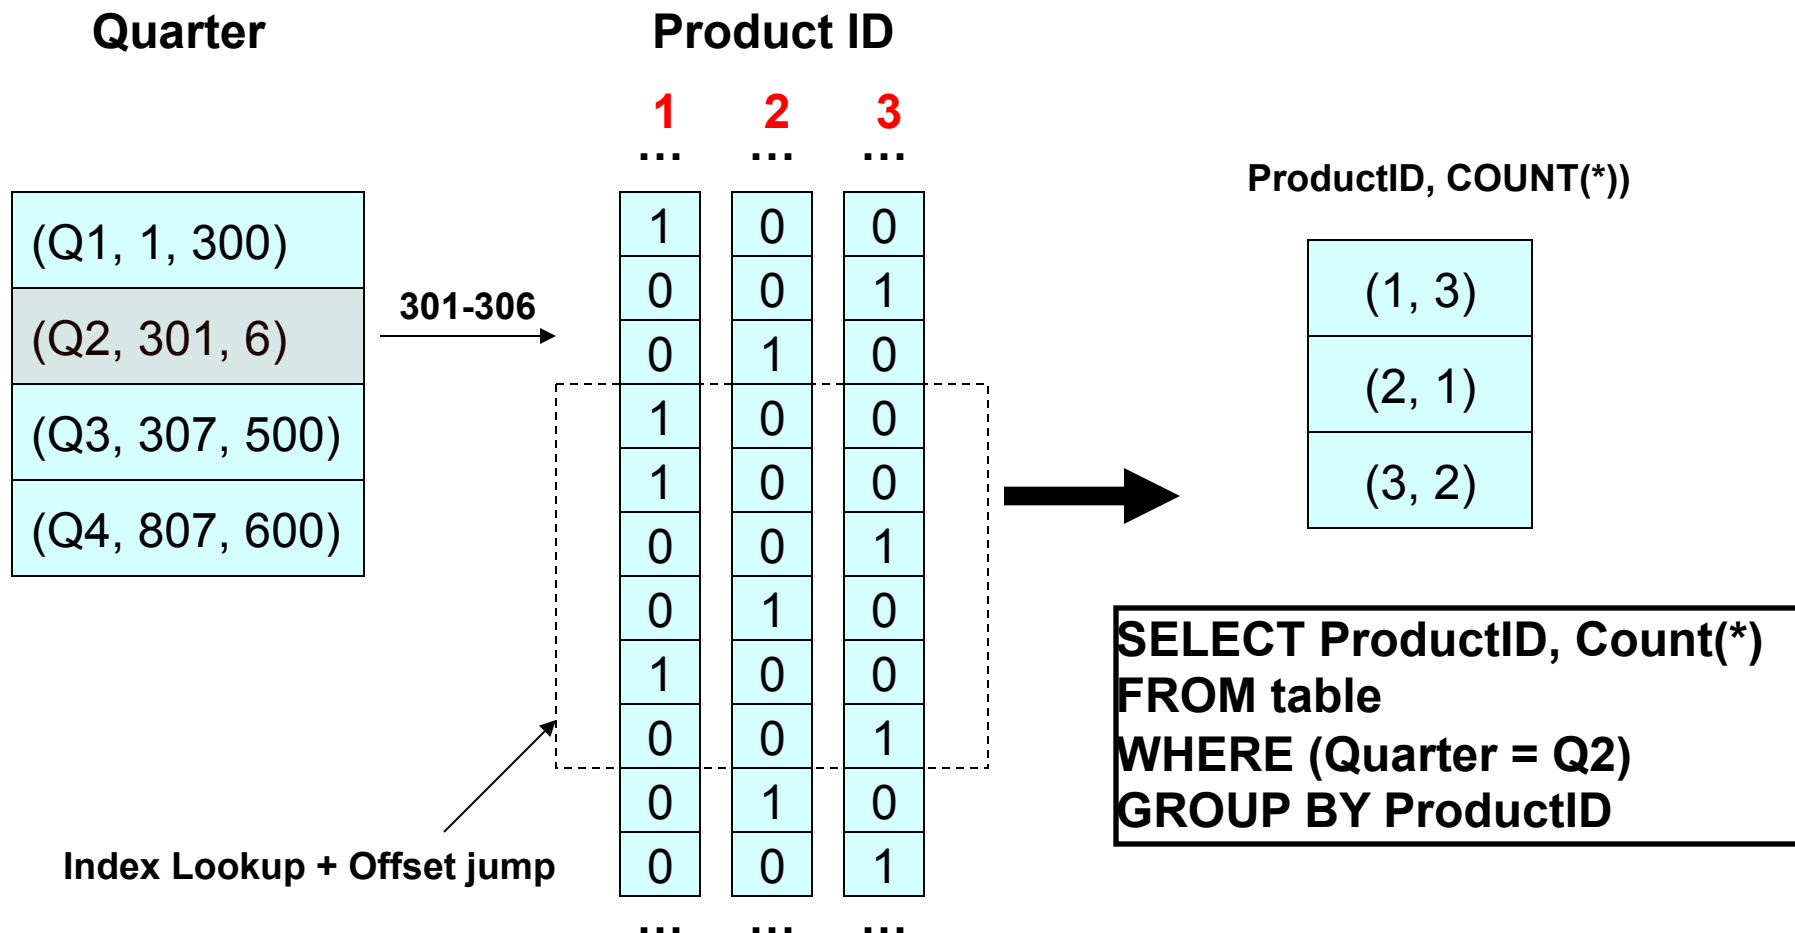 Quarter
Product ID
1 2 3
... ... ...
ProductID, COUNT(*))
(Q1, 1, 300)
(Q2, 301, 6)
(Q3, 307, 500)
(Q4, 807, 600)
301-306
1 0 0
0 0 1
0 1 0
1 0 0
1 0 0
0 0 1
0 1 0
1 0 0
0 0 1
0 1 0
0 0 1
... ... ...
Index Lookup + Offset jump
(1, 3)
(2, 1)
(3, 2)
SELECT ProductID, Count(*)
FROM table
WHERE (Quarter = Q2)
GROUP BY ProductID